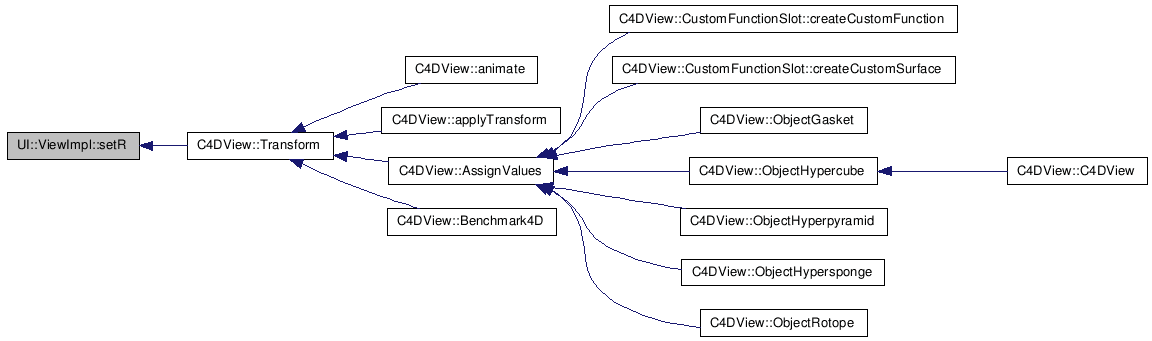 C4DView::CustomFunctionSlot::createCustomFunction
C4DView::animate
C4DView::CustomFunctionSlot::createCustomSurface
C4DView::applyTransform
C4DView::ObjectGasket
UI::ViewImpl::setR
C4DView::Transform
C4DView::AssignValues
C4DView::ObjectHypercube
C4DView::C4DView
C4DView::Benchmark4D
C4DView::ObjectHyperpyramid
C4DView::ObjectHypersponge
C4DView::ObjectRotope